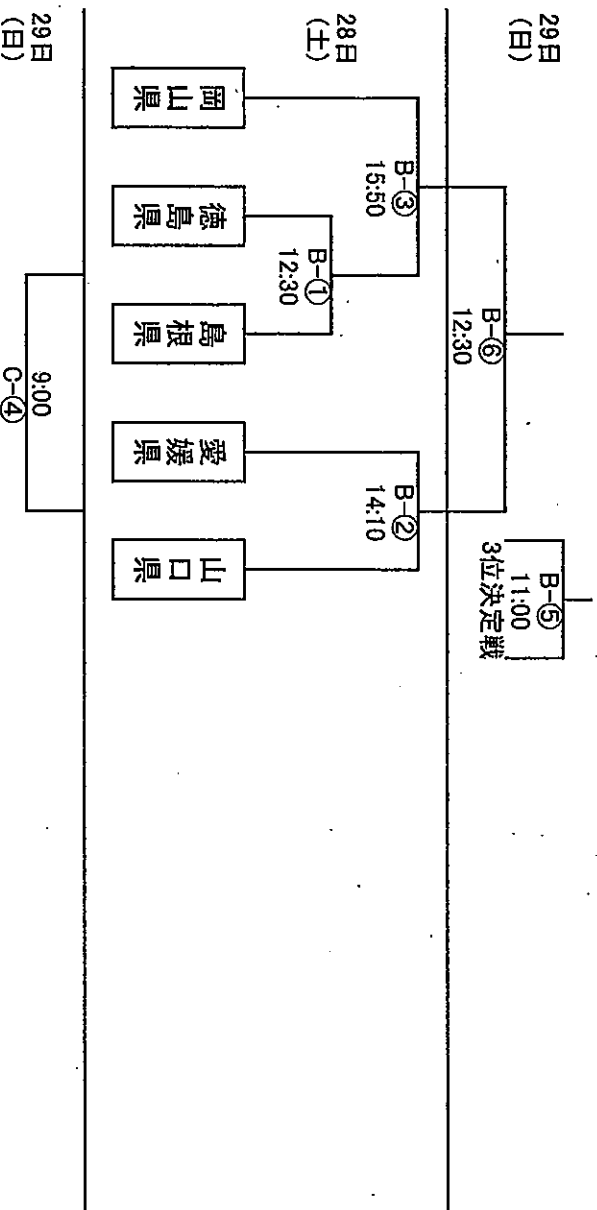 29日
(日)
B-⑥
12:30
B-⑤
11:00
3位決定戦
28日
(土)
B-③
15:50
B-①
12:30
B-②
14:10
岡山県
徳島県
島根県
愛媛県
山口県
29日
(日)
9:00
C-④